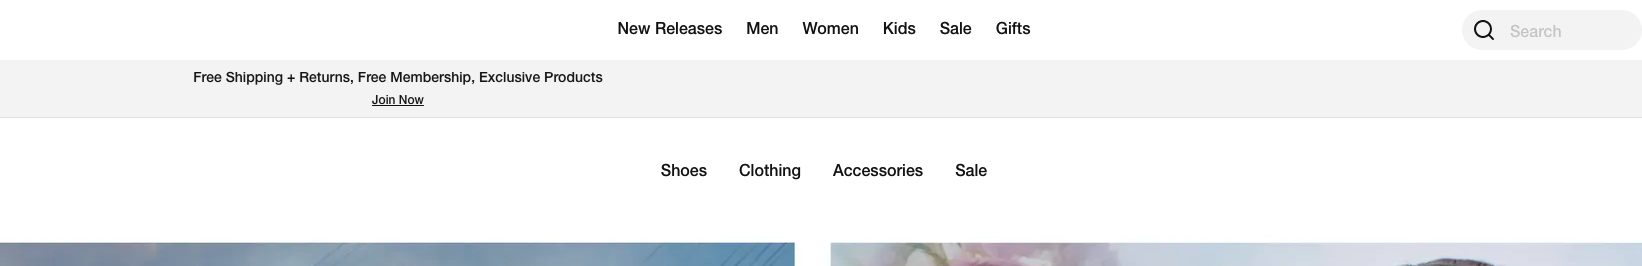 New Releases Men Women Kids Sale Gifts
Search
Free Shipping + Returns, Free Membership, Exclusive Products
Join Now
Shoes Clothing Accessories Sale